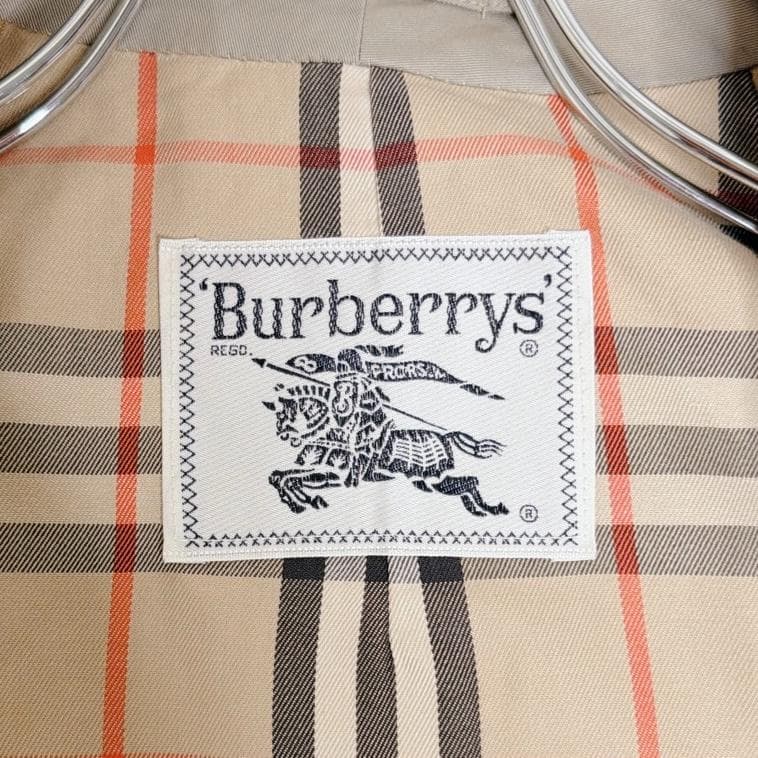 'Burberrys'
REGD. ®
PRORSUM
B
®